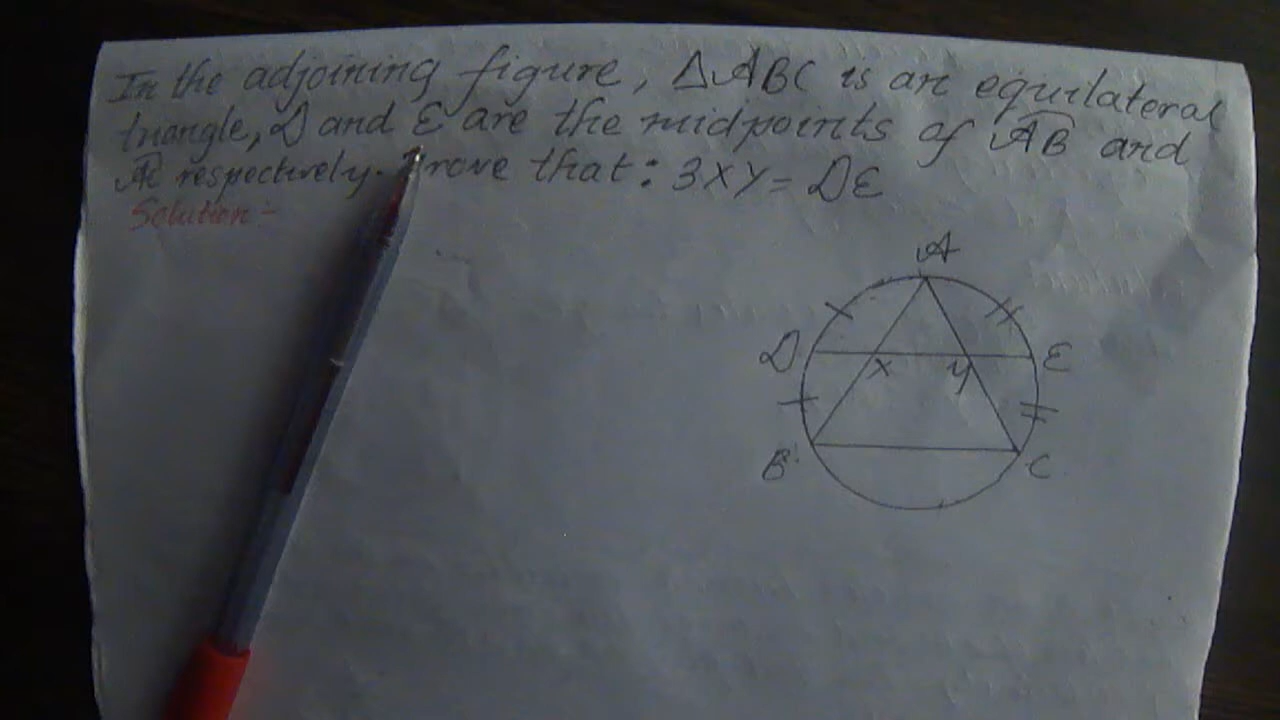 In the adjoining figure, △ABC is an equilateral
triangle, D and E are the midpoints of AB and
AC respectively. Prove that: 3XY = DE
Solution :-
A
D
E
X
Y
B
C